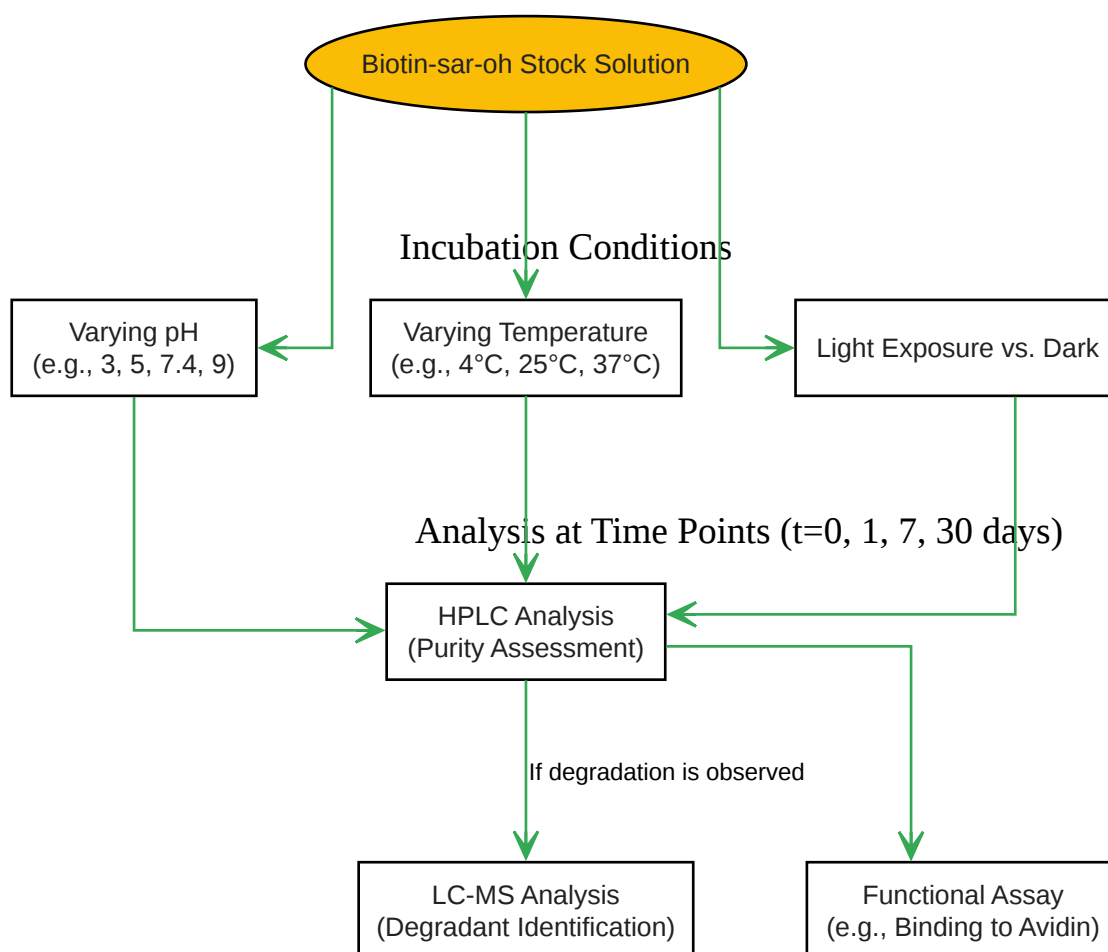 Biotin-sar-oh Stock Solution
Incubation Conditions
Varying pH
(e.g., 3, 5, 7.4, 9)
Varying Temperature
(e.g., 4°C, 25°C, 37°C)
Light Exposure vs. Dark
Analysis at Time Points (t=0, 1, 7, 30 days)
HPLC Analysis
(Purity Assessment)
If degradation is observed
LC-MS Analysis
(Degradant Identification)
Functional Assay
(e.g., Binding to Avidin)